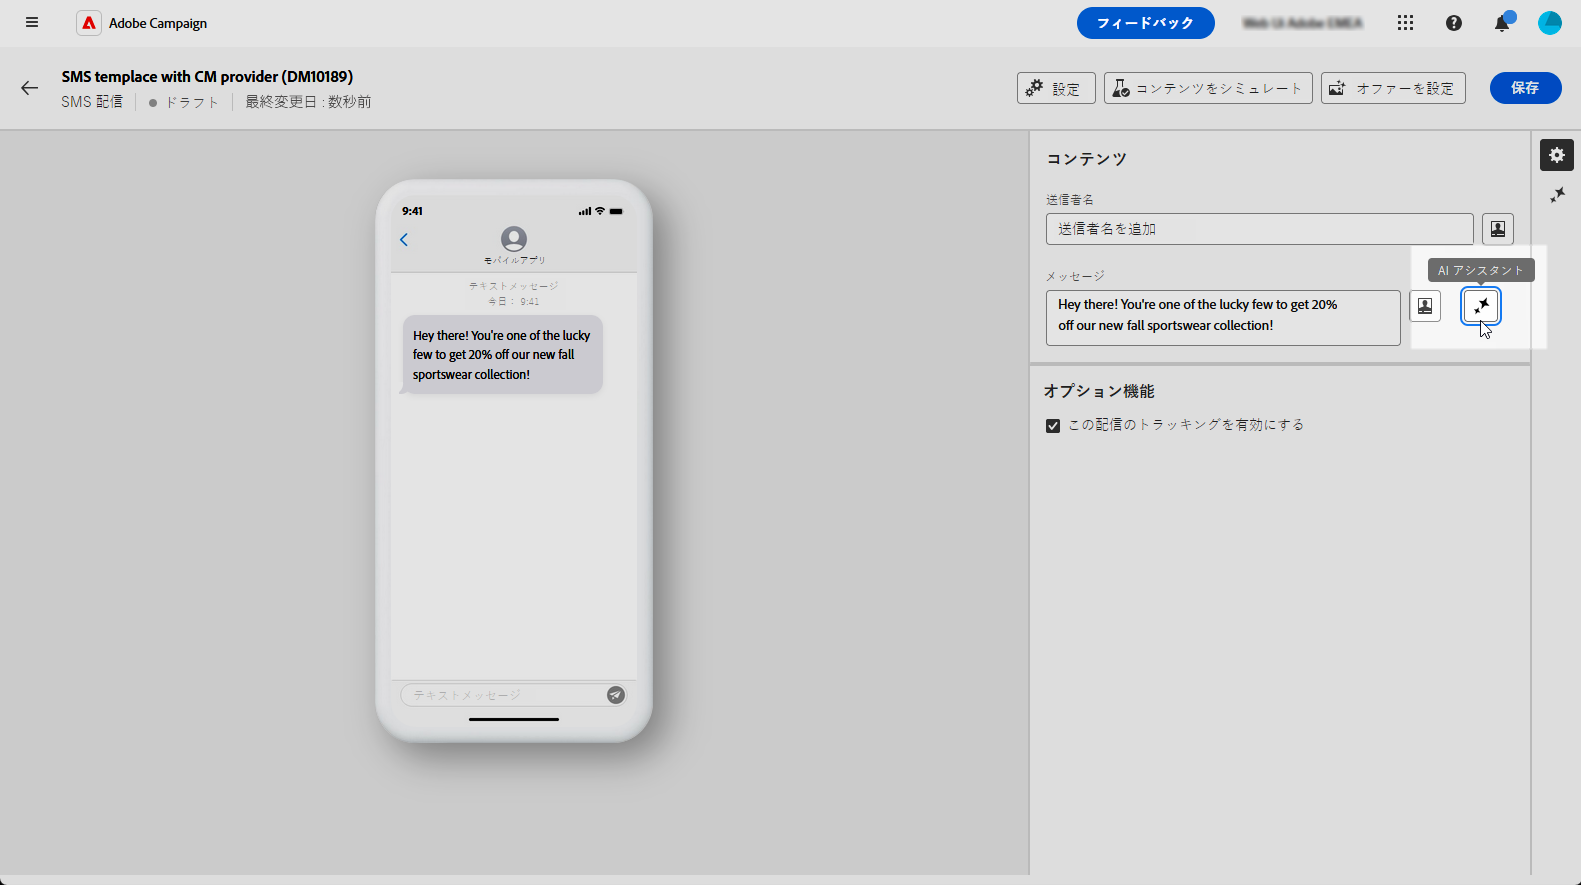 Adobe Campaign
フィードバック
SMS templace with CM provider (DM10189)
SMS 配信 ドラフト 最終変更日 : 数秒前
設定
コンテンツをシミュレート
オファーを設定
保存
9:41
モバイルアプリ
テキストメッセージ
今日： 9:41
Hey there! You're one of the lucky
few to get 20% off our new fall
sportswear collection!
テキストメッセージ
コンテンツ
送信者名
送信者名を追加
メッセージ
AI アシスタント
Hey there! You're one of the lucky few to get 20%
off our new fall sportswear collection!
オプション機能
この配信のトラッキングを有効にする